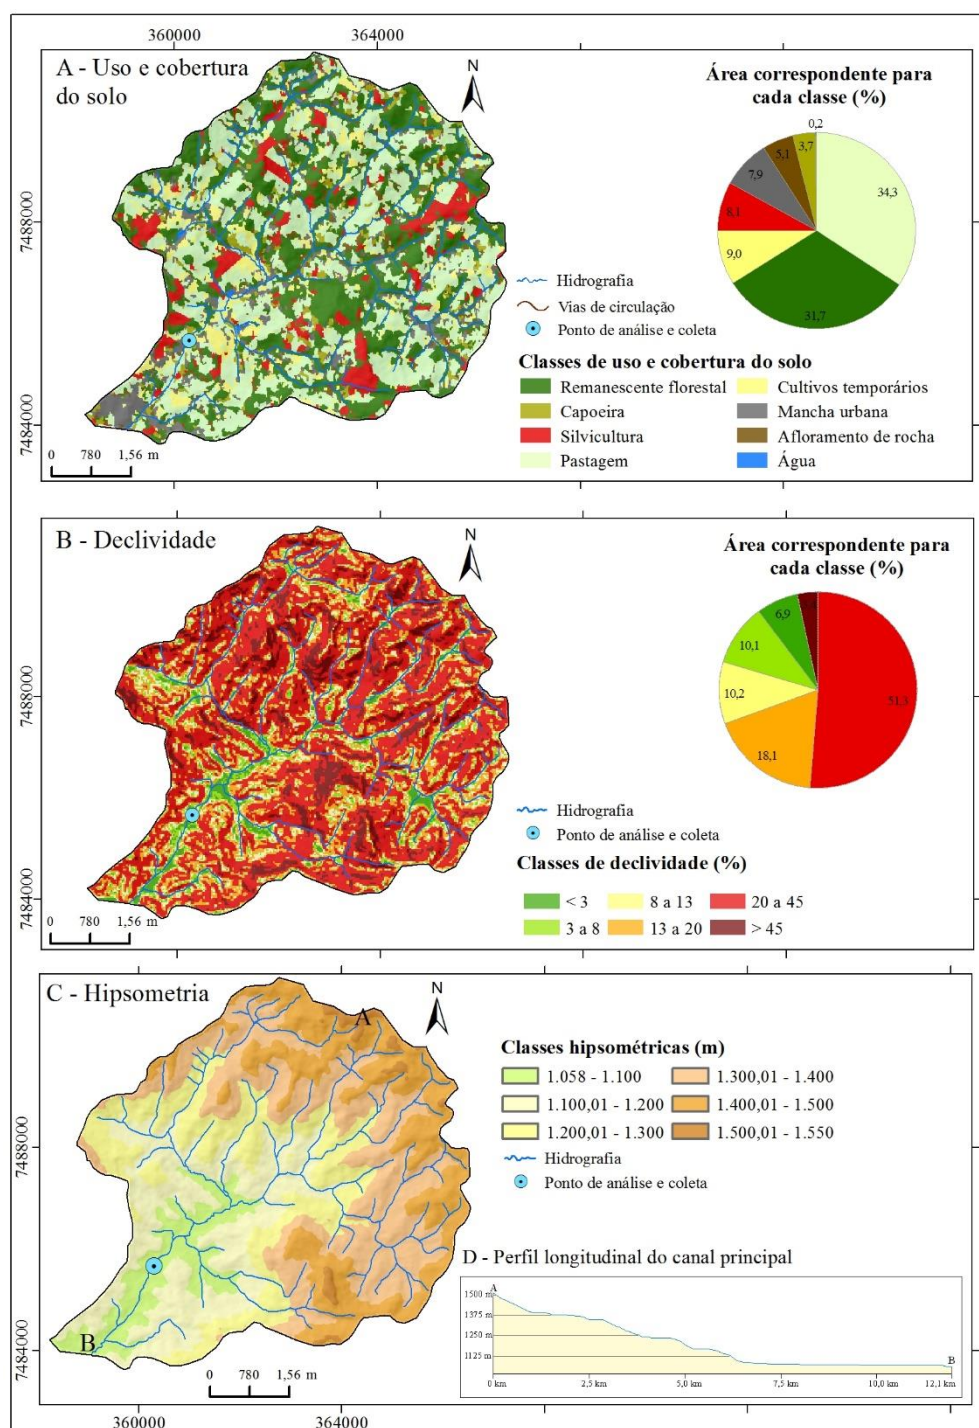 360000 364000
A - Uso e cobertura
do solo
N
Área correspondente para
cada classe (%)
0,2
3,7
5,1
7,9
8,1
9,0
34,3
31,7
7488000
7484000
Hidrografia
Vias de circulação
Ponto de análise e coleta
Classes de uso e cobertura do solo
Remanescente florestal
Capoeira
Silvicultura
Pastagem
Cultivos temporários
Mancha urbana
Afloramento de rocha
Água
0 780 1,56 m
B - Declividade
N
Área correspondente para
cada classe (%)
6,9
10,1
10,2
18,1
51,3
7488000
7484000
Hidrografia
Ponto de análise e coleta
Classes de declividade (%)
< 3
3 a 8
8 a 13
13 a 20
20 a 45
> 45
0 780 1,56 m
C - Hipsometria
A
N
Classes hipsométricas (m)
1.058 - 1.100
1.100,01 - 1.200
1.200,01 - 1.300
1.300,01 - 1.400
1.400,01 - 1.500
1.500,01 - 1.550
Hidrografia
Ponto de análise e coleta
7488000
7484000
B
0 780 1,56 m
D - Perfil longitudinal do canal principal
A
1500 m
1375 m
1250 m
1125 m
B
0 km 2,5 km 5,0 km 7,5 km 10,0 km 12,1 km
360000 364000